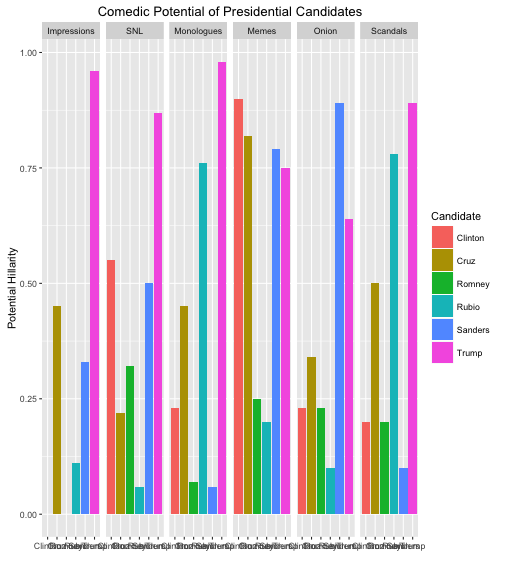 Comedic Potential of Presidential Candidates
Impressions SNL Monologues Memes Onion Scandals
1.00
0.75
0.50
0.25
0.00
Potential Hillarity
Candidate
Clinton
Cruz
Romney
Rubio
Sanders
Trump